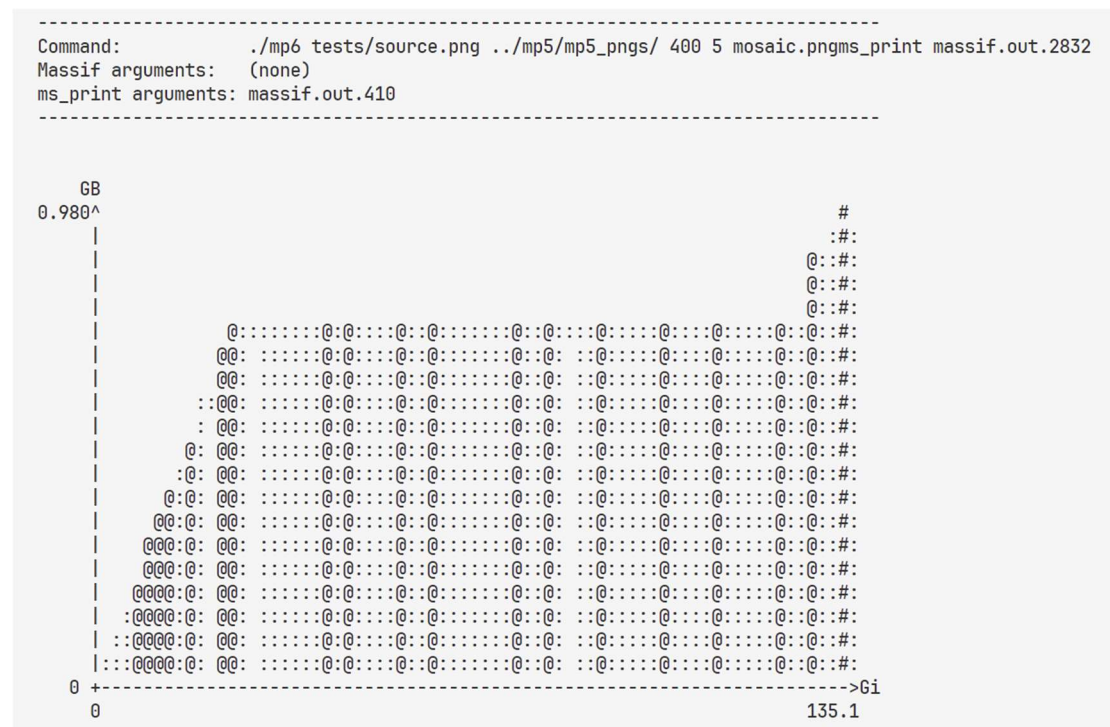 --------------------------------------------------------------------------------
Command:            ./mp6 tests/source.png ../mp5/mp5_pngs/ 400 5 mosaic.pngms_print massif.out.2832
Massif arguments:   (none)
ms_print arguments: massif.out.410
--------------------------------------------------------------------------------
    GB
0.980^                                                                      #
     |                                                                     :#:
     |                                                                   @::#:
     |                                                                   @::#:
     |                                                                   @::#:
     |            @::::::::@:@::::@::@:::::::@::@::::@:::::@::::@:::::@::@::#:
     |           @@: ::::::@:@::::@::@:::::::@::@: ::@:::::@::::@:::::@::@::#:
     |           @@: ::::::@:@::::@::@:::::::@::@: ::@:::::@::::@:::::@::@::#:
     |         ::@@: ::::::@:@::::@::@:::::::@::@: ::@:::::@::::@:::::@::@::#:
     |         : @@: ::::::@:@::::@::@:::::::@::@: ::@:::::@::::@:::::@::@::#:
     |        @: @@: ::::::@:@::::@::@:::::::@::@: ::@:::::@::::@:::::@::@::#:
     |       :@: @@: ::::::@:@::::@::@:::::::@::@: ::@:::::@::::@:::::@::@::#:
     |      @:@: @@: ::::::@:@::::@::@:::::::@::@: ::@:::::@::::@:::::@::@::#:
     |     @@:@: @@: ::::::@:@::::@::@:::::::@::@: ::@:::::@::::@:::::@::@::#:
     |    @@@:@: @@: ::::::@:@::::@::@:::::::@::@: ::@:::::@::::@:::::@::@::#:
     |    @@@:@: @@: ::::::@:@::::@::@:::::::@::@: ::@:::::@::::@:::::@::@::#:
     |   @@@@:@: @@: ::::::@:@::::@::@:::::::@::@: ::@:::::@::::@:::::@::@::#:
     |  :@@@@:@: @@: ::::::@:@::::@::@:::::::@::@: ::@:::::@::::@:::::@::@::#:
     | ::@@@@:@: @@: ::::::@:@::::@::@:::::::@::@: ::@:::::@::::@:::::@::@::#:
     |:::@@@@:@: @@: ::::::@:@::::@::@:::::::@::@: ::@:::::@::::@:::::@::@::#:
   0 +----------------------------------------------------------------------->Gi
     0                                                                   135.1